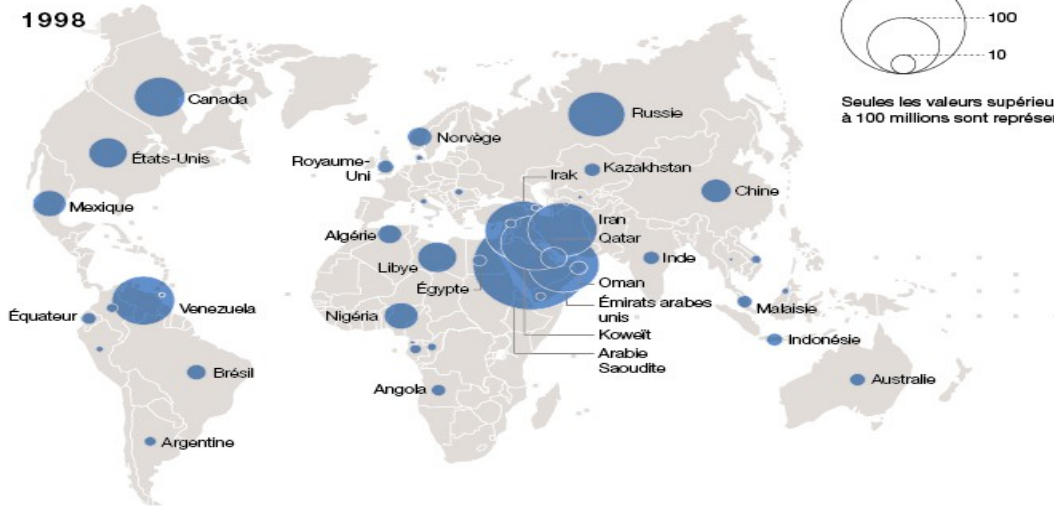 1998
100
10
Seules les valeurs
à 100 millions sont
Canada
États-Unis
Mexique
Équateur
Venezuela
Brésil
Argentine
Norvège
Royaume-
Uni
Russie
Kazakhstan
Irak
Chine
Iran
Qatar
Algérie
Libye
Égypte
Nigéria
Angola
Inde
Oman
Émirats arabes
unis
Koweït
Arabie
Saoudite
Malaisie
Indonésie
Australie